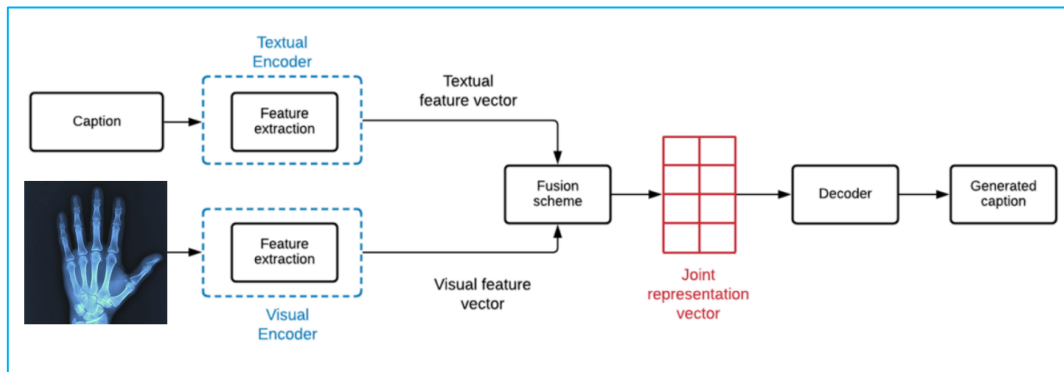 Textual
Encoder
Caption
Feature
extraction
Textual
feature vector
Fusion
scheme
Decoder
Generated
caption
Feature
extraction
Visual feature
vector
Visual
Encoder
Joint
representation
vector